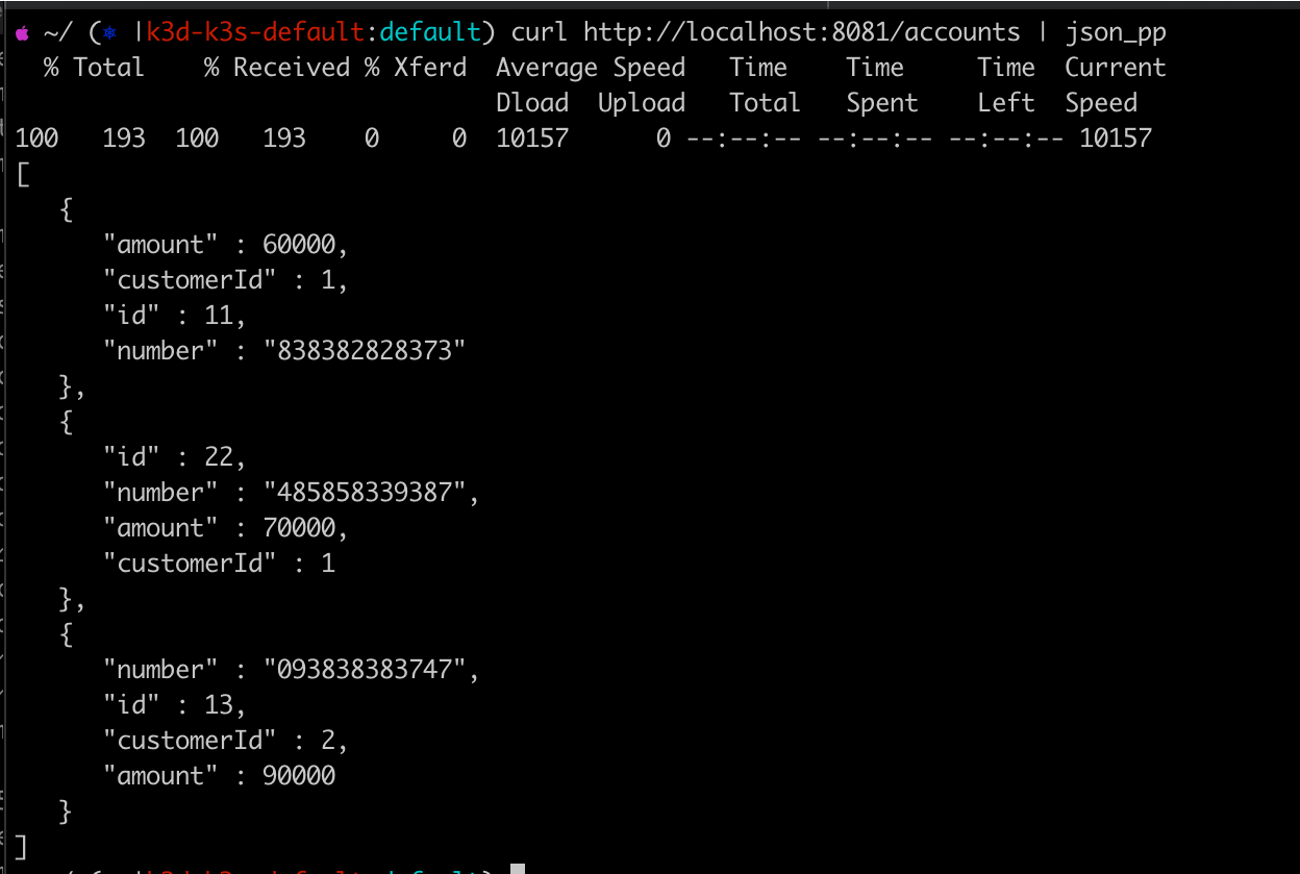 ~/ (⎈ |k3d-k3s-default:default) curl http://localhost:8081/accounts | json_pp
% Total % Received % Xferd Average Speed Time Time Time Current
Dload Upload Total Spent Left Speed
100 193 100 193 0 0 10157 0 --:--:-- --:--:-- --:--:-- 10157
[
{
"amount" : 60000,
"customerId" : 1,
"id" : 11,
"number" : "838382828373"
},
{
"id" : 22,
"number" : "485858339387",
"amount" : 70000,
"customerId" : 1
},
{
"number" : "093838383747",
"id" : 13,
"customerId" : 2,
"amount" : 90000
}
]